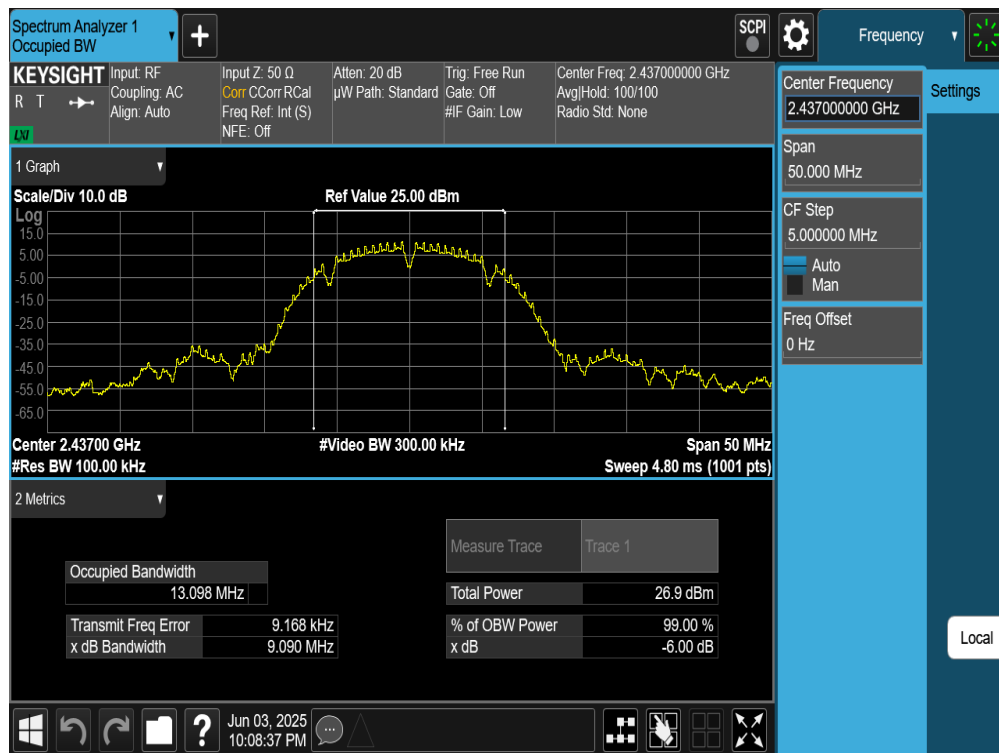 Spectrum Analyzer 1
Occupied BW
+
SCPI
Frequency
KEYSIGHT
R T
LXI
Input: RF
Coupling: AC
Align: Auto
Input Z: 50 Ω
Corr CCorr RCal
Freq Ref: Int (S)
NFE: Off
Atten: 20 dB
µW Path: Standard
Trig: Free Run
Gate: Off
#IF Gain: Low
Center Freq: 2.437000000 GHz
Avg|Hold: 100/100
Radio Std: None
Center Frequency
2.437000000 GHz
Settings
Span
50.000 MHz
CF Step
5.000000 MHz
Auto
Man
Freq Offset
0 Hz
1 Graph
Scale/Div 10.0 dB
Ref Value 25.00 dBm
Log
15.0
5.00
-5.00
-15.0
-25.0
-35.0
-45.0
-55.0
-65.0
Center 2.43700 GHz
#Video BW 300.00 kHz
Span 50 MHz
#Res BW 100.00 kHz
Sweep 4.80 ms (1001 pts)
2 Metrics
Measure Trace
Trace 1
Occupied Bandwidth
13.098 MHz
Total Power
26.9 dBm
Transmit Freq Error
9.168 kHz
% of OBW Power
99.00 %
x dB Bandwidth
9.090 MHz
x dB
-6.00 dB
Local
?
Jun 03, 2025
10:08:37 PM